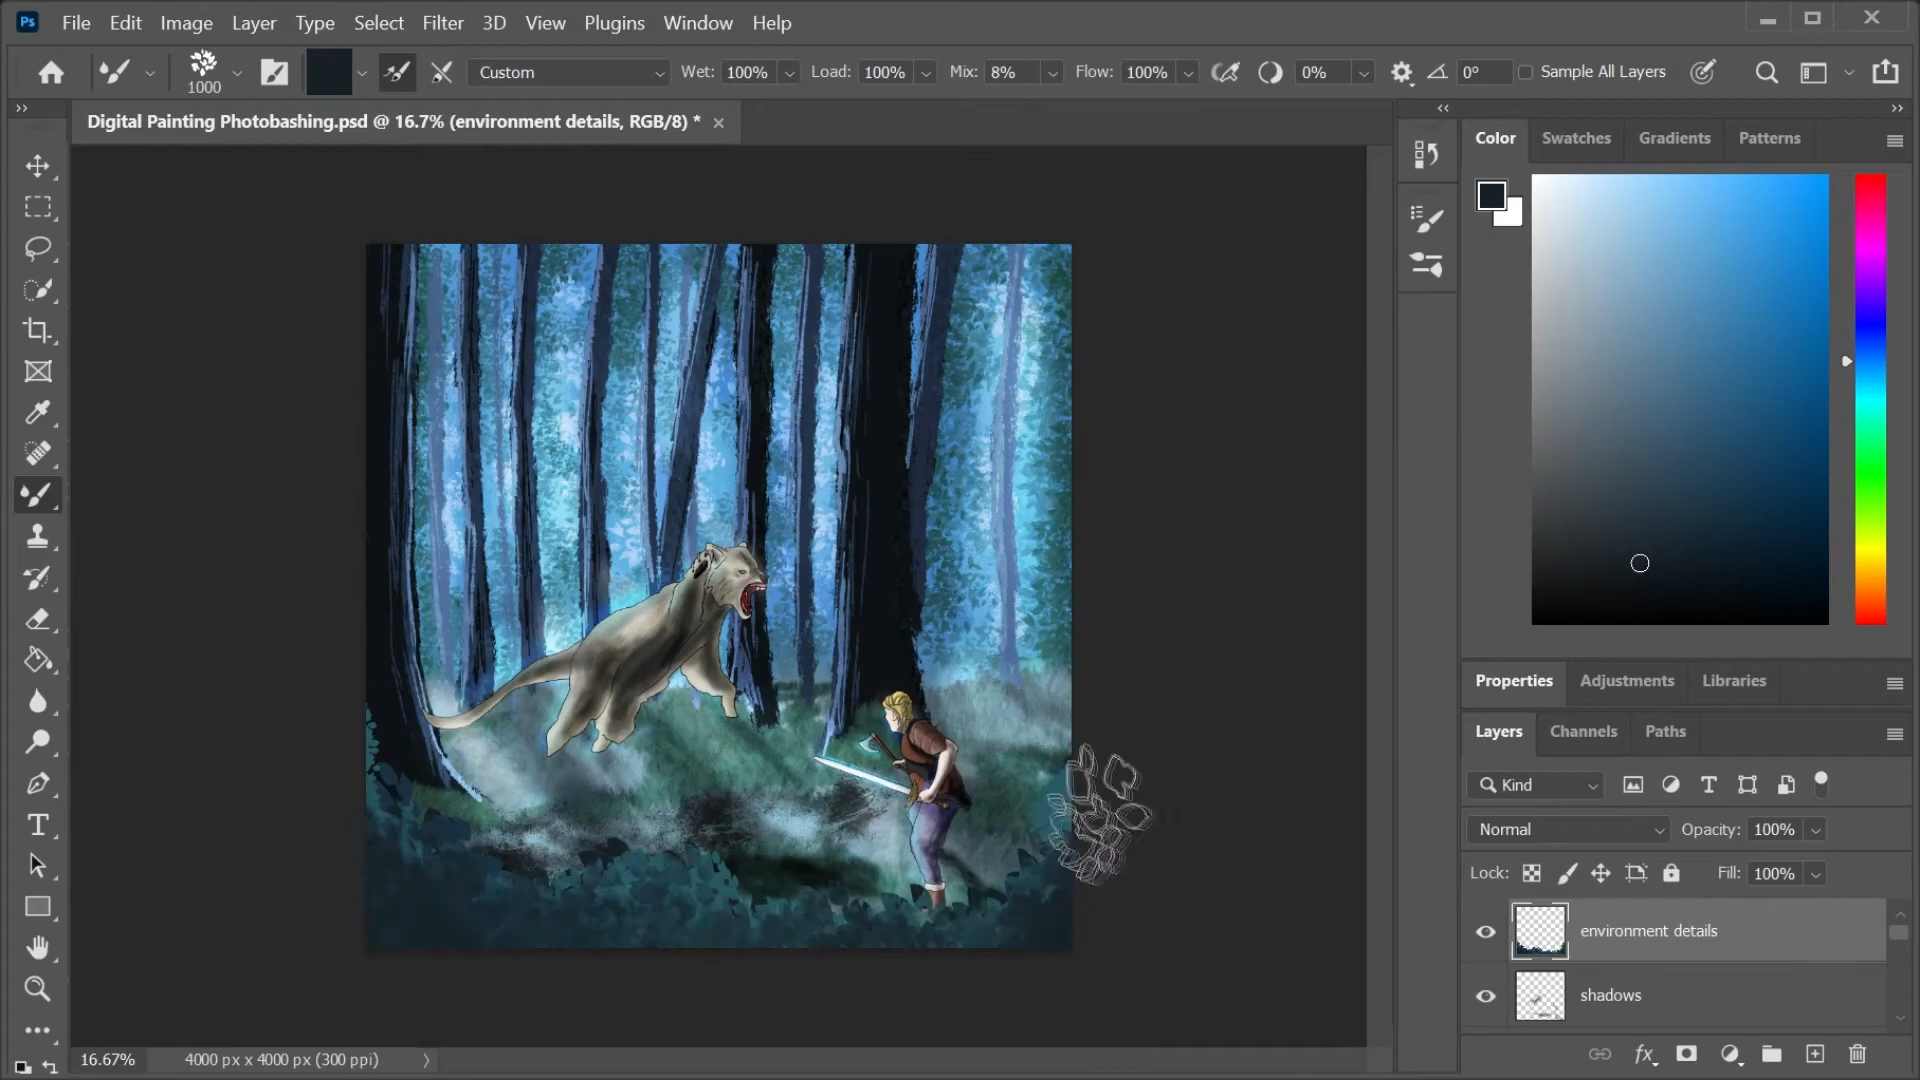 Ps File Edit Image Layer Type Select Filter 3D View Plugins Window Help
1000 Custom Wet: 100% Load: 100% Mix: 8% Flow: 100% 0% 0° Sample All Layers
Digital Painting Photobashing.psd @ 16.7% (environment details, RGB/8) *
Color Swatches Gradients Patterns
Properties Adjustments Libraries
Layers Channels Paths
Kind
Normal Opacity: 100%
Lock: Fill: 100%
environment details
shadows
16.67% 4000 px x 4000 px (300 ppi)
fx